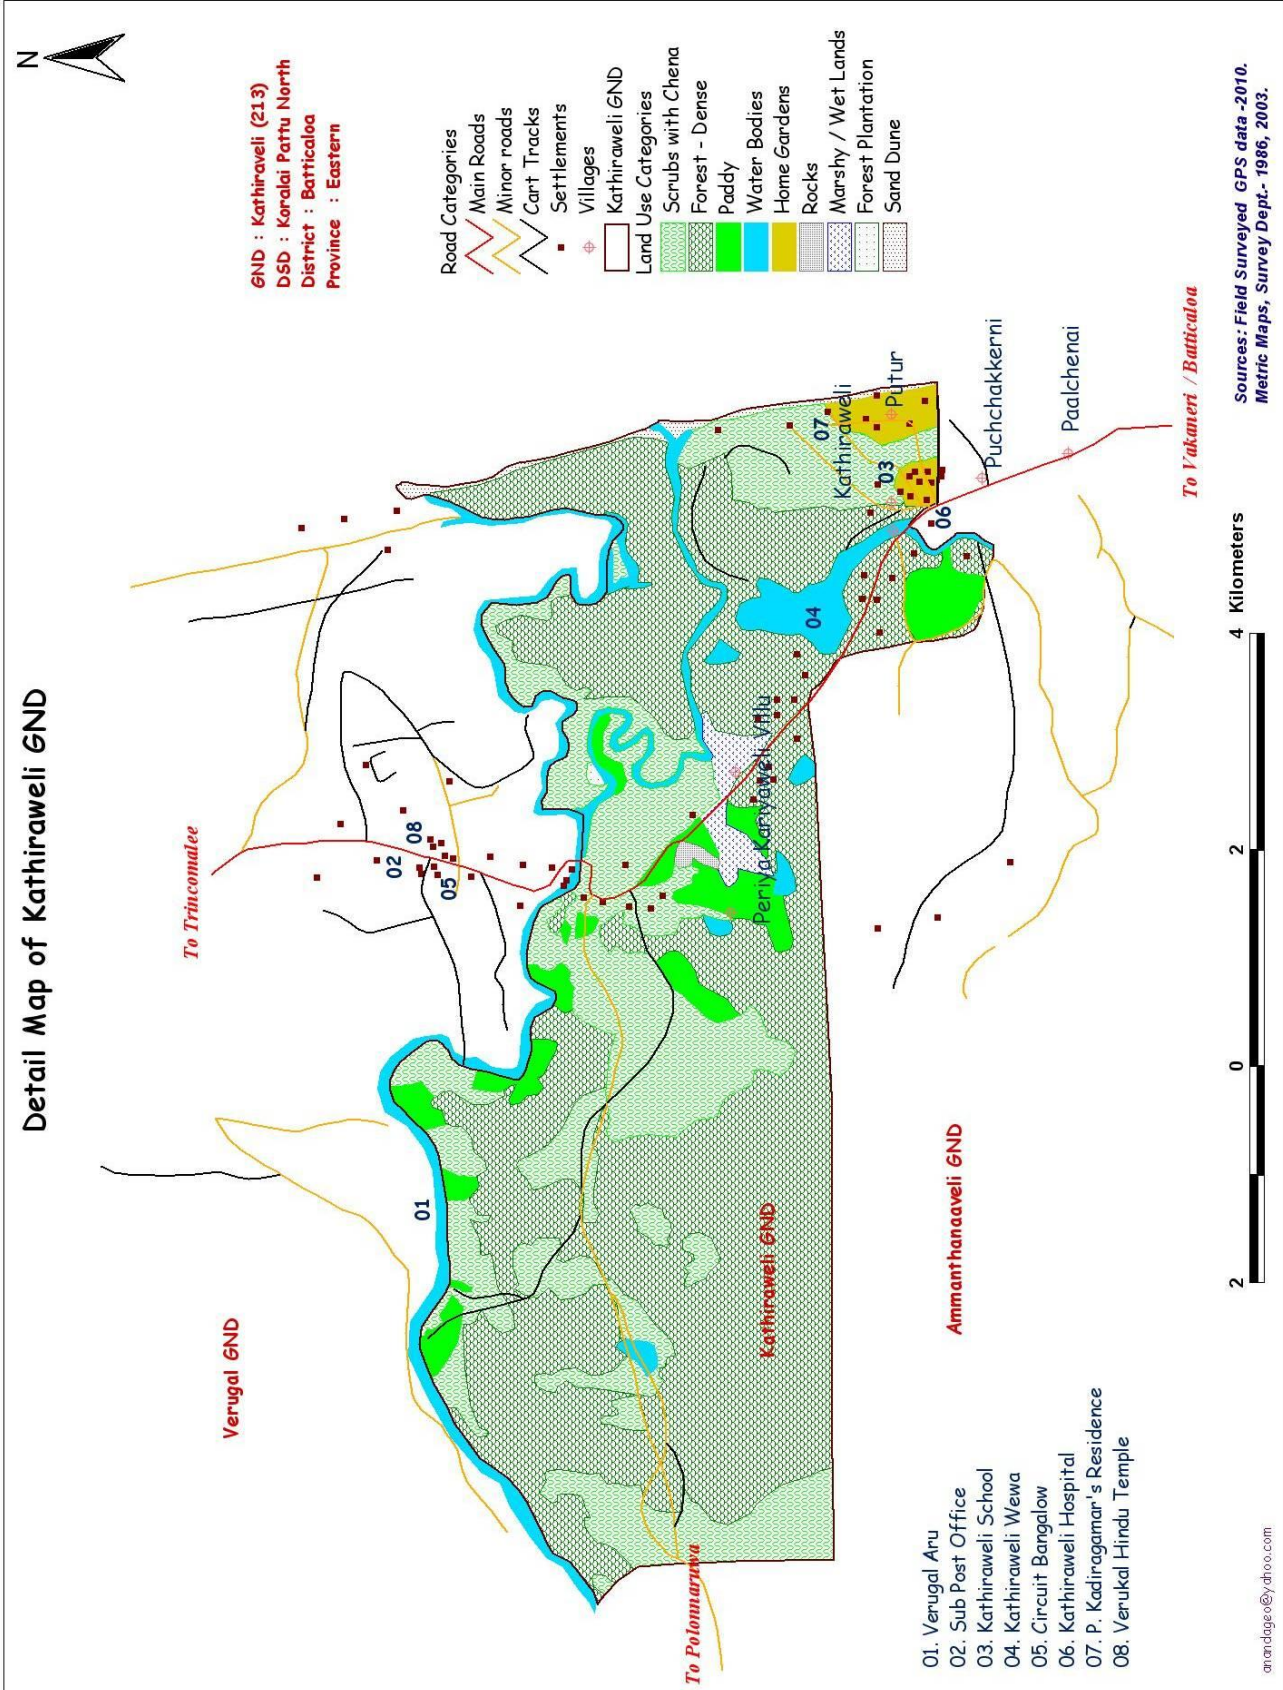 Detail Map of Kathiraweli GND
N
GND : Kathiraveli (213)
DSD : Koralai Pattu North
District : Batticaloa
Province : Eastern
Road Categories
Main Roads
Minor roads
Cart Tracks
Settlements
Villages
Kathiraweli GND
Land Use Categories
Scrubs with Chena
Forest - Dense
Paddy
Water Bodies
Home Gardens
Rocks
Marshy / Wet Lands
Forest Plantation
Sand Dune
To Trincomalee
Verugal GND
01
02
08
05
07
Kathiraweli
03
Putur
06
04
Puchchakkerni
Paalchenai
Periya Kariyaweli Villu
Kathiraweli GND
Ammanthanaaveli GND
To Polonnaruwa
To Vakaneri / Batticaloa
01. Verugal Aru
02. Sub Post Office
03. Kathiraweli School
04. Kathiraweli Wewa
05. Circuit Bangalow
06. Kathiraweli Hospital
07. P. Kadiragamar's Residence
08. Verukal Hindu Temple
2 0 2 4 Kilometers
Sources: Field Surveyed GPS data -2010.
Metric Maps, Survey Dept.- 1986, 2003.
anandageo@yahoo.com